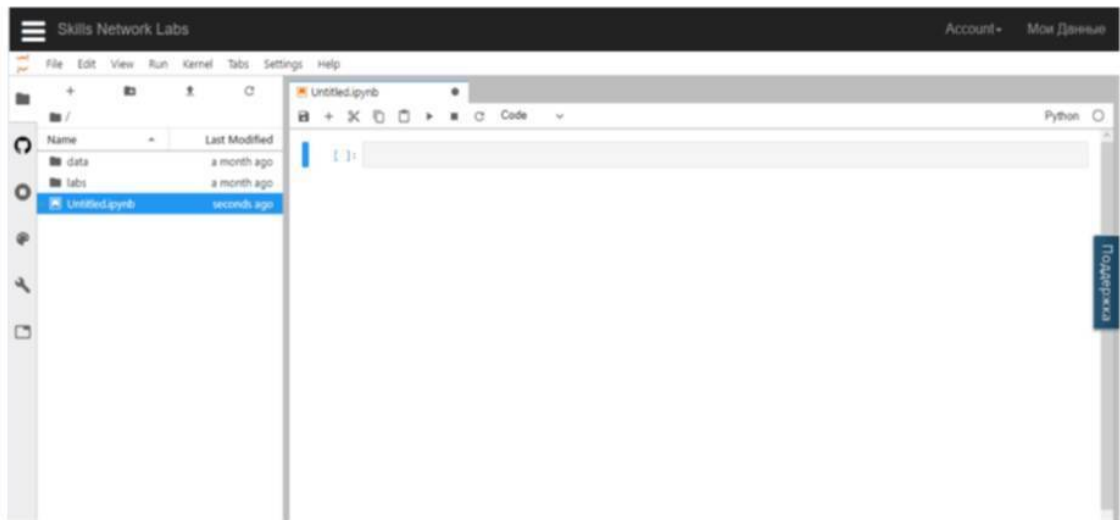 Skills Network Labs Account Мои Данные
File Edit View Run Kernel Tabs Settings Help
Untitled.ipynb
/
Code Python
Name Last Modified
data a month ago
labs a month ago
Untitled.ipynb seconds ago
[ ]:
Поддержка